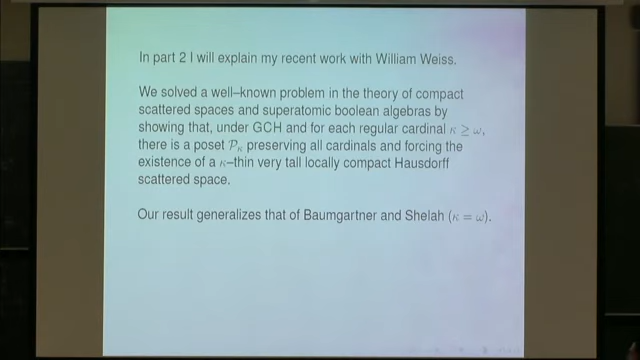 In part 2 I will explain my recent work with William Weiss.
We solved a well–known problem in the theory of compact
scattered spaces and superatomic boolean algebras by
showing that, under GCH and for each regular cardinal κ ≥ ω,
there is a poset 𝒫κ preserving all cardinals and forcing the
existence of a κ–thin very tall locally compact Hausdorff
scattered space.
Our result generalizes that of Baumgartner and Shelah (κ = ω).